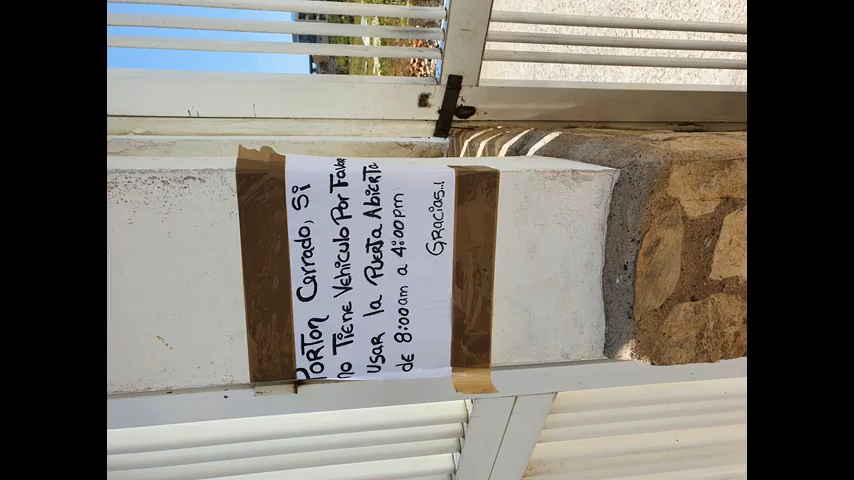 PORTON Cerrado, Si
no Tiene Vehiculo Por Favor
usar la Puerta Abierta
de 8:00am a 4:00pm
Gracias..!